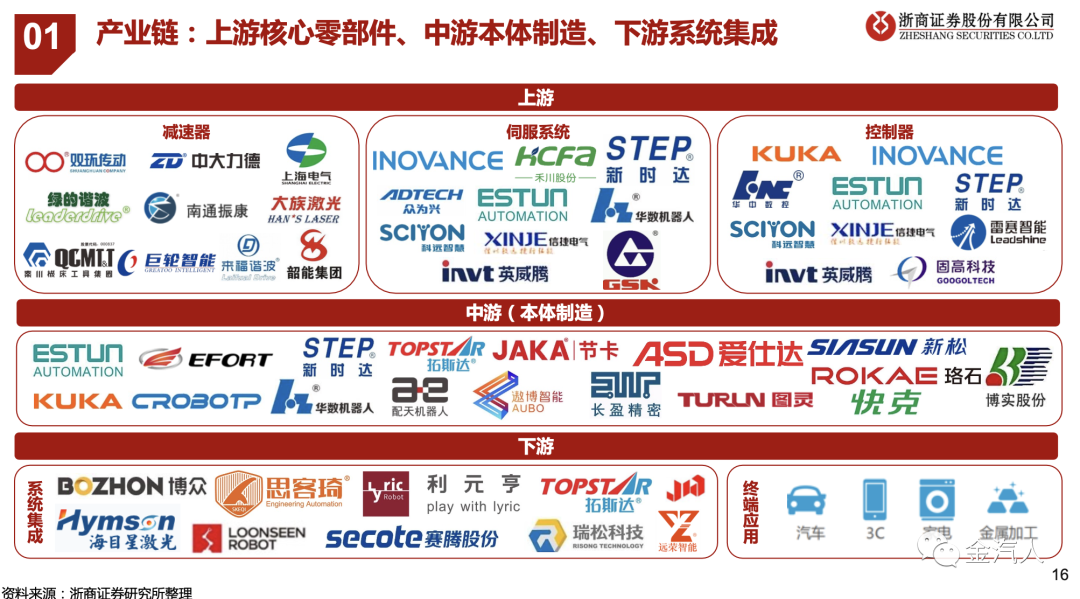 01
产业链：上游核心零部件、中游本体制造、下游系统集成
浙商证券股份有限公司
ZHESHANG SECURITIES CO.LTD
上游
减速器
双环传动
SHUANGHUAN COMPANY
ZD 中大力德
上海电气
SHANGHAI ELECTRIC
绿的谐波
Leaderdrive®
南通振康
大族激光
HAN'S LASER
QCMT&T
秦川机床工具集团
巨轮智能
GREATOO INTELLIGENT
来福谐波
Laifual Drive
韶能集团
伺服系统
INOVANCE
HCFA
禾川股份
STEP®
新时达
ADTECH
众为兴
ESTUN
AUTOMATION
华数机器人
SCIYON
科远智慧
XINJE 信捷电气
invt 英威腾
GSK
控制器
KUKA
INOVANCE
HNC®
华中数控
ESTUN
AUTOMATION
STEP®
新时达
SCIYON
科远智慧
XINJE 信捷电气
雷赛智能
Leadshine
invt 英威腾
固高科技
GOOGOLTECH
中游（本体制造）
ESTUN
AUTOMATION
EFORT
STEP®
新时达
TOPSTAR
拓斯达®
JAKA® 节卡
ASD 爱仕达
SIASUN 新松
ROKAE 珞石
博实股份
KUKA
CROBOTP
华数机器人
配天机器人
遨博智能
AUBO
EWP
长盈精密
TURLN 图灵
快克
下游
系统集成
BOZHON 博众
SKEQI
思客琦®
Engineering Automation
Lyric
Robot
利元亨
play with lyric
TOPSTAR
拓斯达®
Hymson
海目星激光
LOONSEEN
ROBOT
secote 赛腾股份
瑞松科技
RISONG TECHNOLOGY
远荣智能
终端应用
汽车
3C
家电
金属加工
金汽人
16
资料来源：浙商证券研究所整理